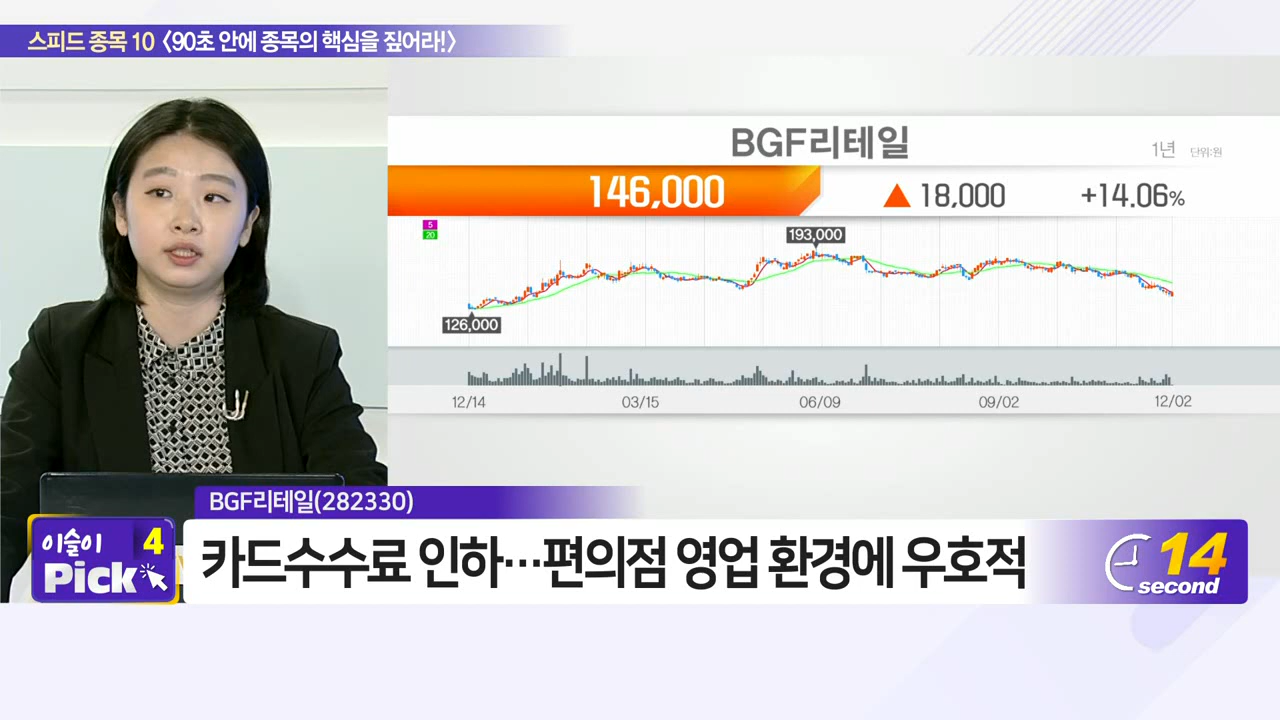 스피드 종목 10 〈90초 안에 종목의 핵심을 짚어라!〉
BGF리테일
1년 단위:원
146,000 ▲ 18,000 +14.06%
5
20
193,000
126,000
12/14 03/15 06/09 09/02 12/02
BGF리테일(282330)
이슬이 4
Pick
카드수수료 인하…편의점 영업 환경에 우호적
14
second